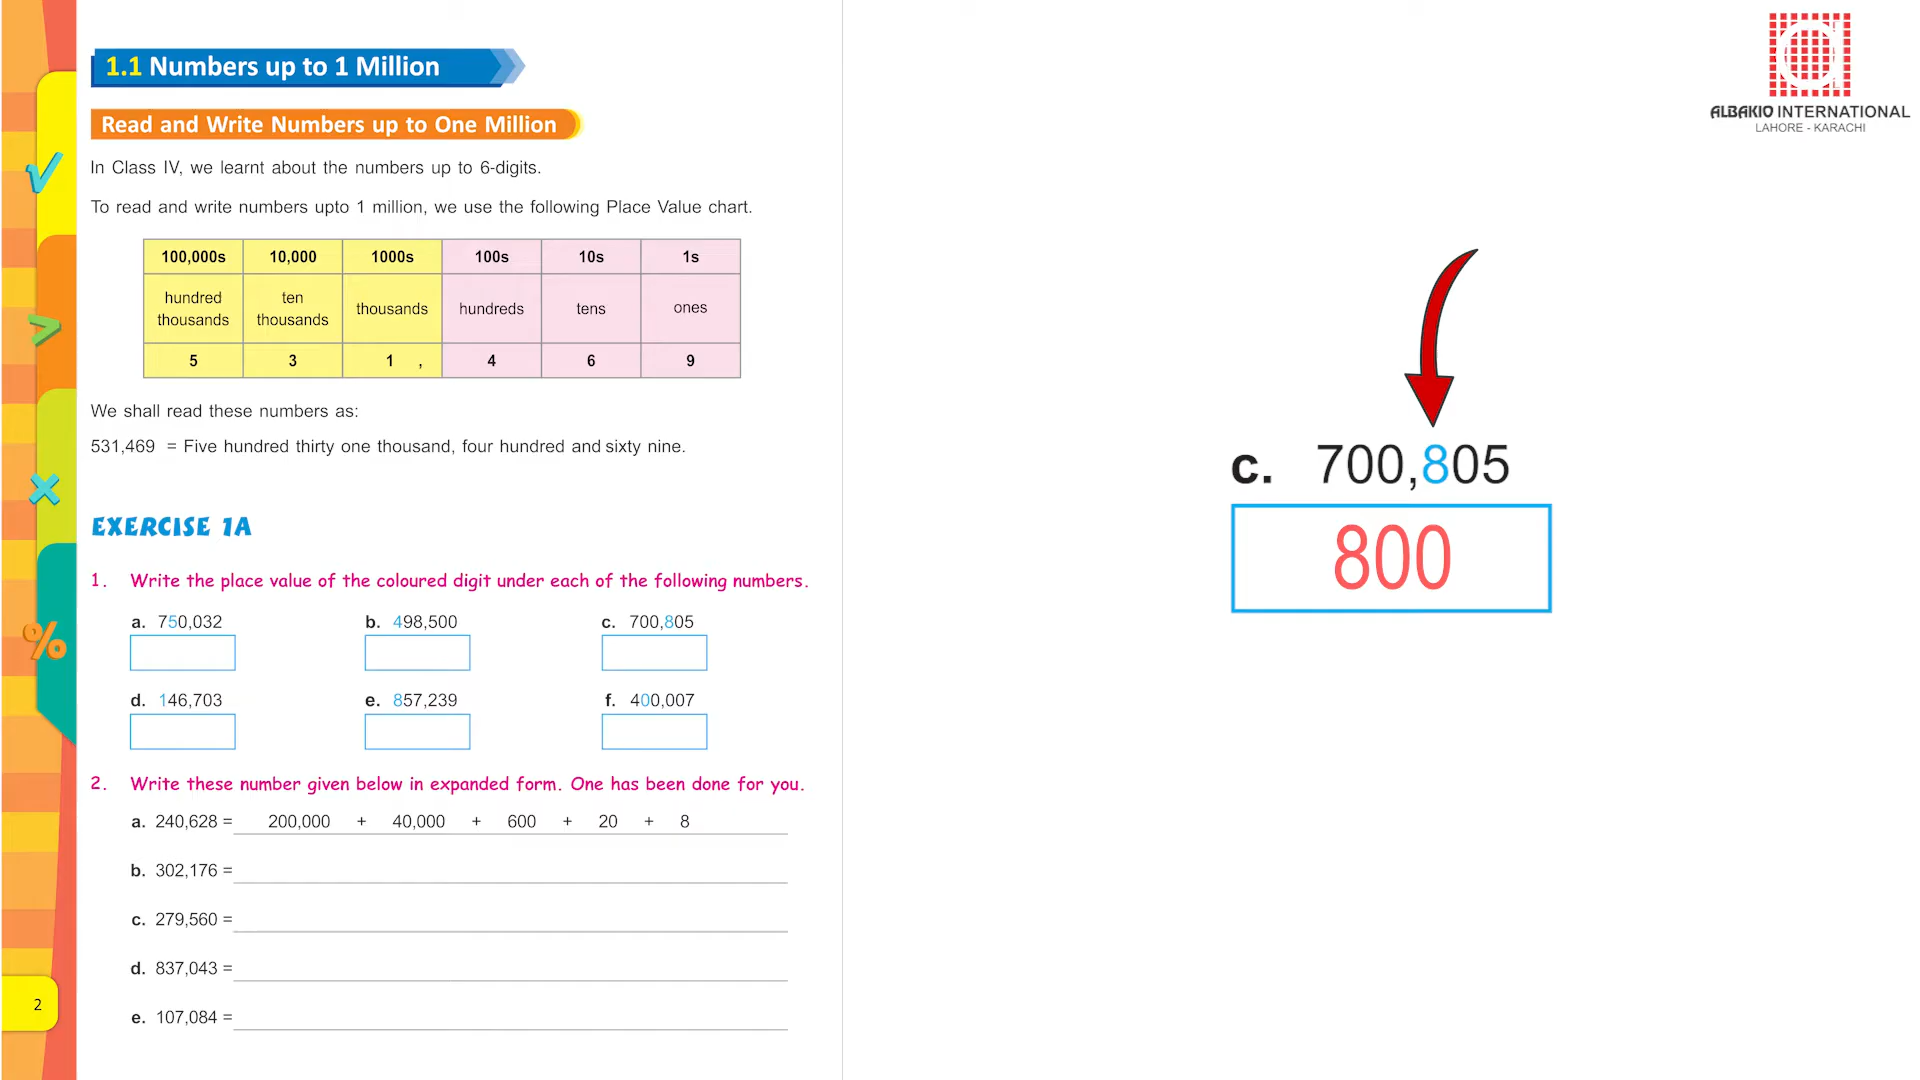 1.1 Numbers up to 1 Million
Read and Write Numbers up to One Million
In Class IV, we learnt about the numbers up to 6-digits.
To read and write numbers upto 1 million, we use the following Place Value chart.
100,000s 10,000 1000s 100s 10s 1s
hundred thousands ten thousands thousands hundreds tens ones
5 3 1 , 4 6 9
We shall read these numbers as:
531,469 = Five hundred thirty one thousand, four hundred and sixty nine.
EXERCISE 1A
1. Write the place value of the coloured digit under each of the following numbers.
a. 750,032 b. 498,500 c. 700,805
d. 146,703 e. 857,239 f. 400,007
2. Write these number given below in expanded form. One has been done for you.
a. 240,628 = 200,000 + 40,000 + 600 + 20 + 8
b. 302,176 =
c. 279,560 =
d. 837,043 =
e. 107,084 =
2
√
>
×
%
ALBAKIO INTERNATIONAL
LAHORE - KARACHI
c. 700,805
800